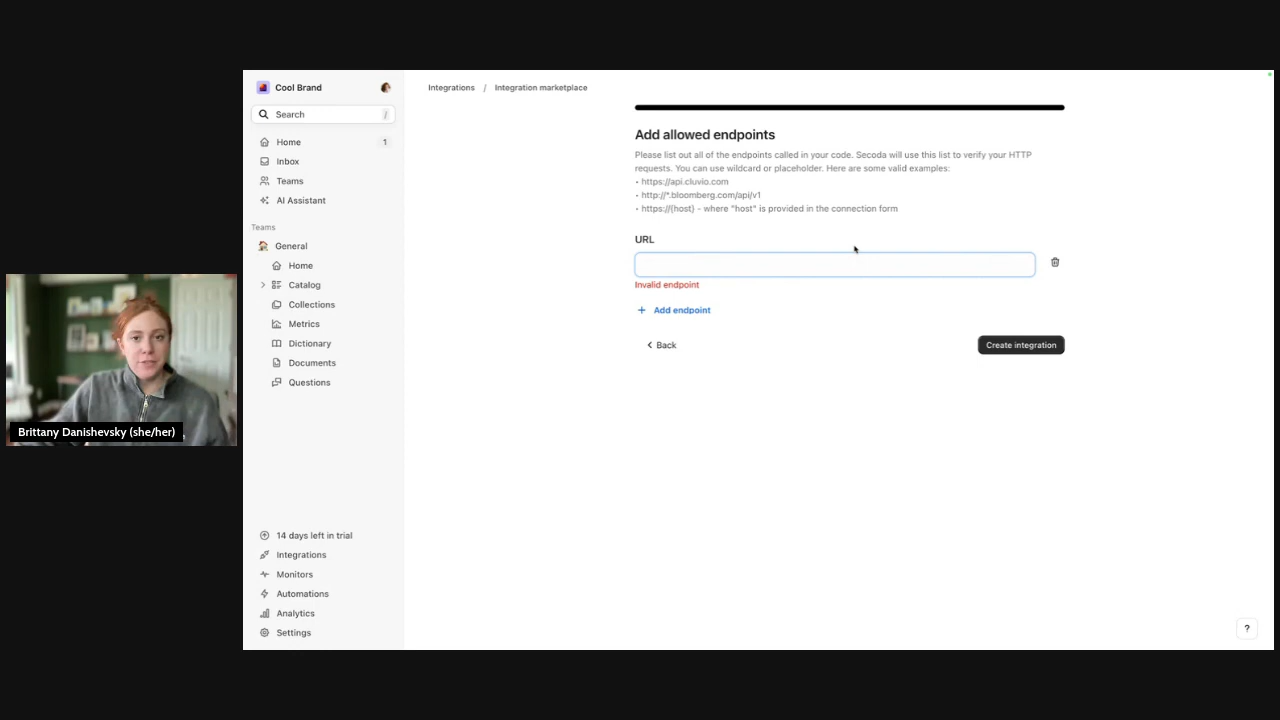 Cool Brand
Search /
Home 1
Inbox
Teams
AI Assistant
Teams
General
Home
Catalog
Collections
Metrics
Dictionary
Documents
Questions
14 days left in trial
Integrations
Monitors
Automations
Analytics
Settings
Integrations / Integration marketplace
Add allowed endpoints
Please list out all of the endpoints called in your code. Secoda will use this list to verify your HTTP
requests. You can use wildcard or placeholder. Here are some valid examples:
• https://api.cluvio.com
• http://*.bloomberg.com/api/v1
• https://{host} - where "host" is provided in the connection form
URL
Invalid endpoint
+ Add endpoint
Back
Create integration
?
Brittany Danishevsky (she/her)